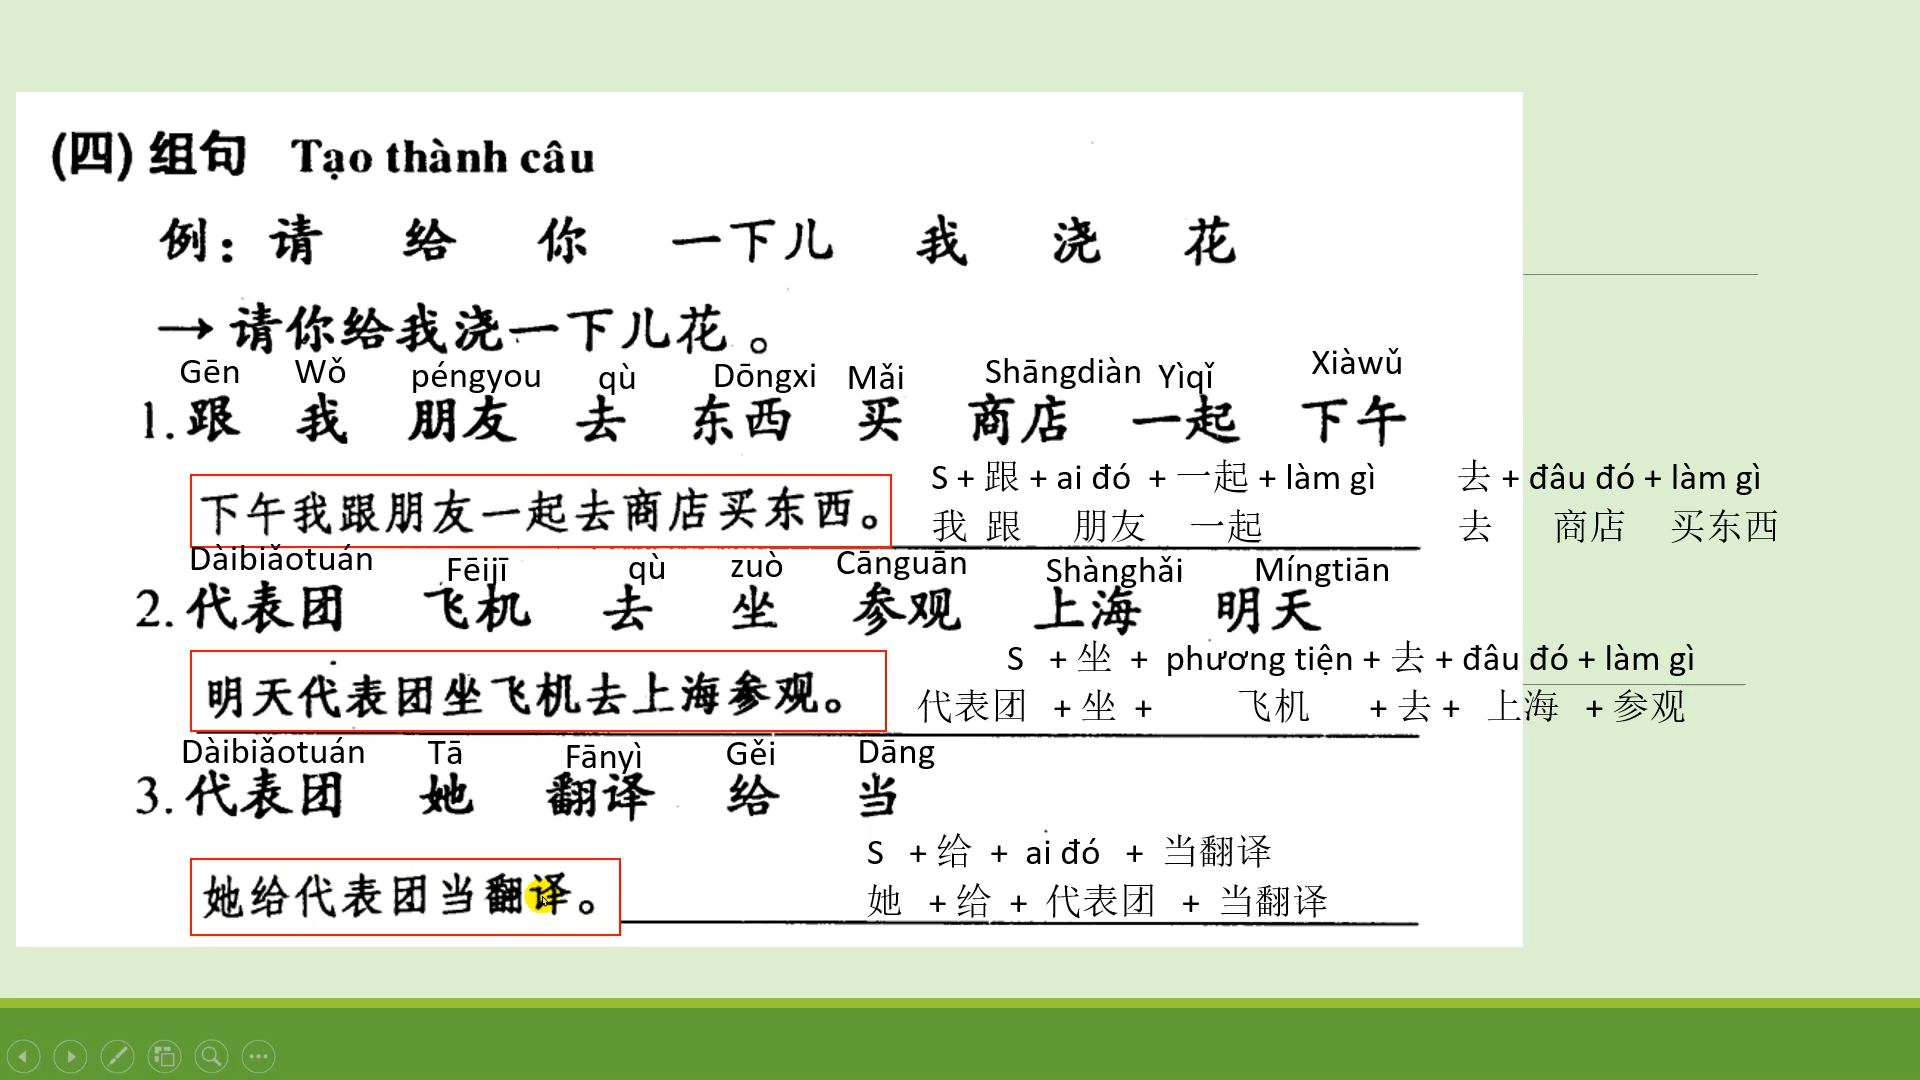 (四) 组句 Tạo thành câu
例：请 给 你 一下儿 我 浇 花
→请你给我浇一下儿花。
Gēn Wǒ péngyou qù Dōngxi Mǎi Shāngdiàn Yìqǐ Xiàwǔ
1. 跟 我 朋友 去 东西 买 商店 一起 下午
S + 跟 + ai đó + 一起 + làm gì 去 + đâu đó + làm gì
下午我跟朋友一起去商店买东西。 我 跟 朋友 一起 去 商店 买东西
Dàibiǎotuán Fēijī qù zuò Cānguān Shànghǎi Míngtiān
2. 代表团 飞机 去 坐 参观 上海 明天
S + 坐 + phương tiện + 去 + đâu đó + làm gì
明天代表团坐飞机去上海参观。 代表团 + 坐 + 飞机 + 去 + 上海 + 参观
Dàibiǎotuán Tā Fānyì Gěi Dāng
3. 代表团 她 翻译 给 当
S + 给 + ai đó + 当翻译
她给代表团当翻译。 她 + 给 + 代表团 + 当翻译